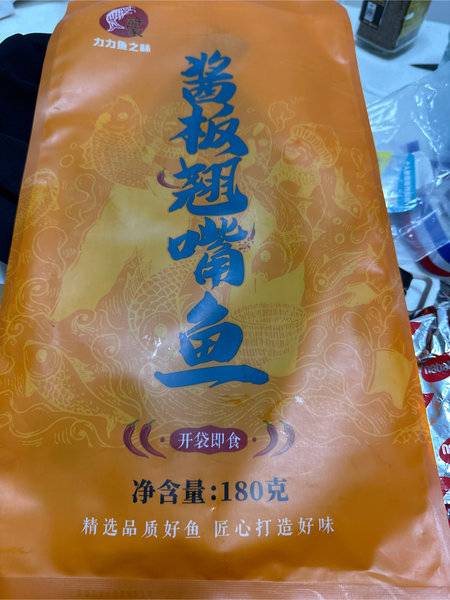 力力鱼之味
酱板翘嘴鱼
开袋即食
净含量:180克
精选品质好鱼 匠心打造好味